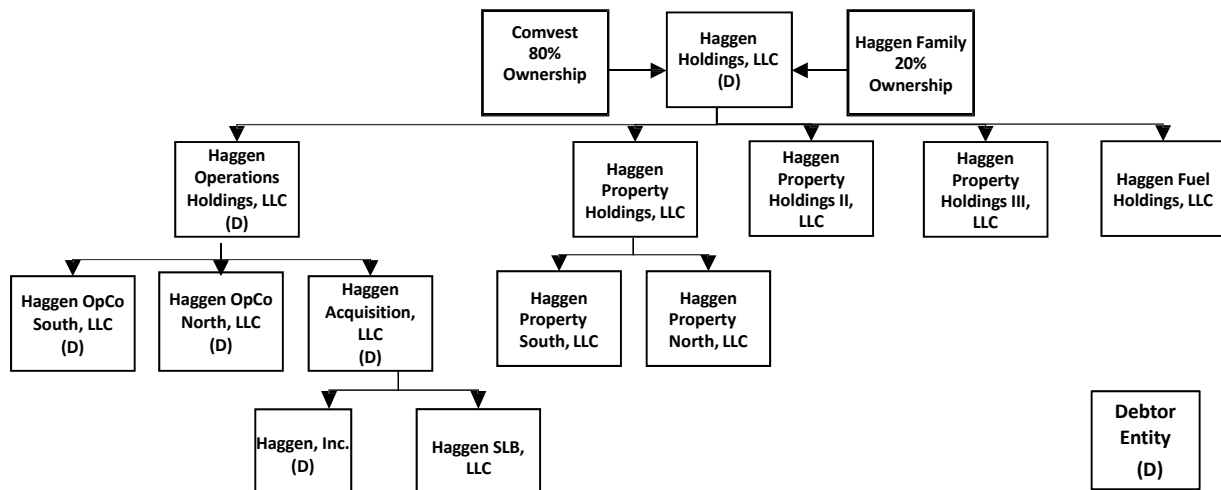 Comvest
80%
Ownership
Haggen
Holdings, LLC
(D)
Haggen Family
20%
Ownership
Haggen
Operations
Holdings, LLC
(D)
Haggen
Property
Holdings, LLC
Haggen
Property
Holdings II,
LLC
Haggen
Property
Holdings III,
LLC
Haggen Fuel
Holdings, LLC
Haggen OpCo
South, LLC
(D)
Haggen OpCo
North, LLC
(D)
Haggen
Acquisition,
LLC
(D)
Haggen
Property
South, LLC
Haggen
Property
North, LLC
Haggen, Inc.
(D)
Haggen SLB,
LLC
Debtor
Entity
(D)